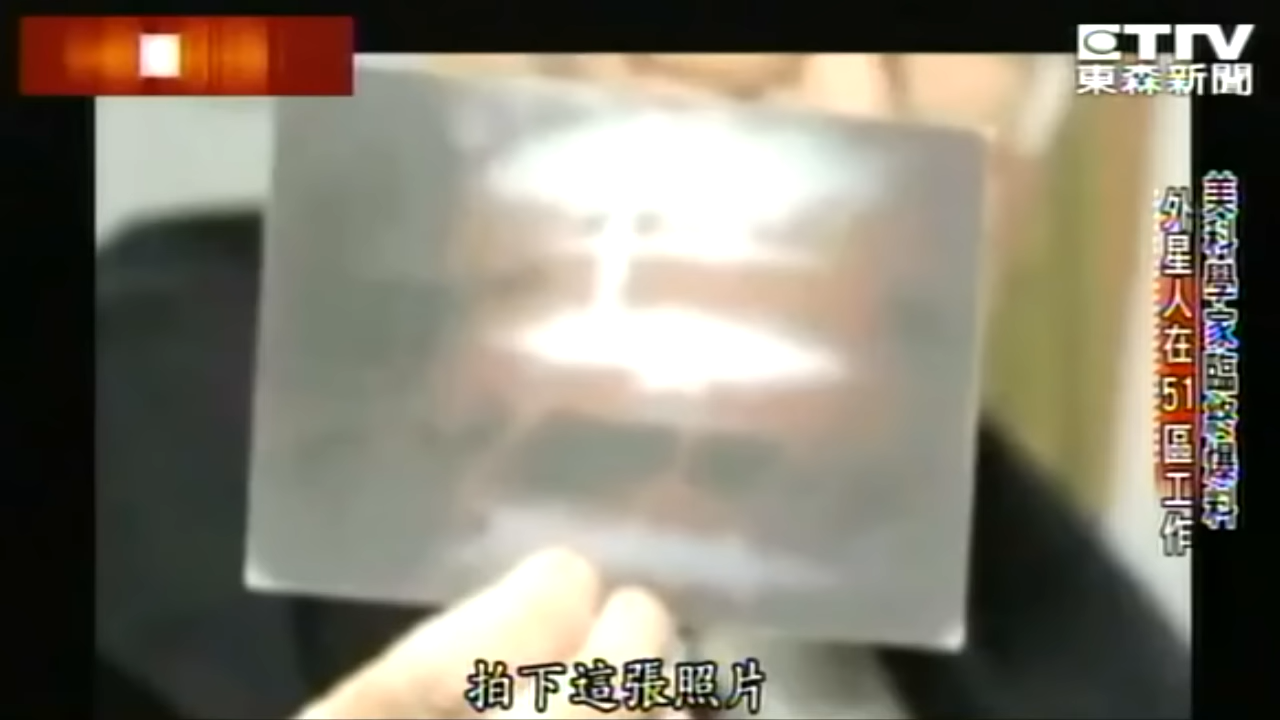 ETtV
東森新聞
美科學家臨終爆料
外星人在51區工作
拍下這張照片